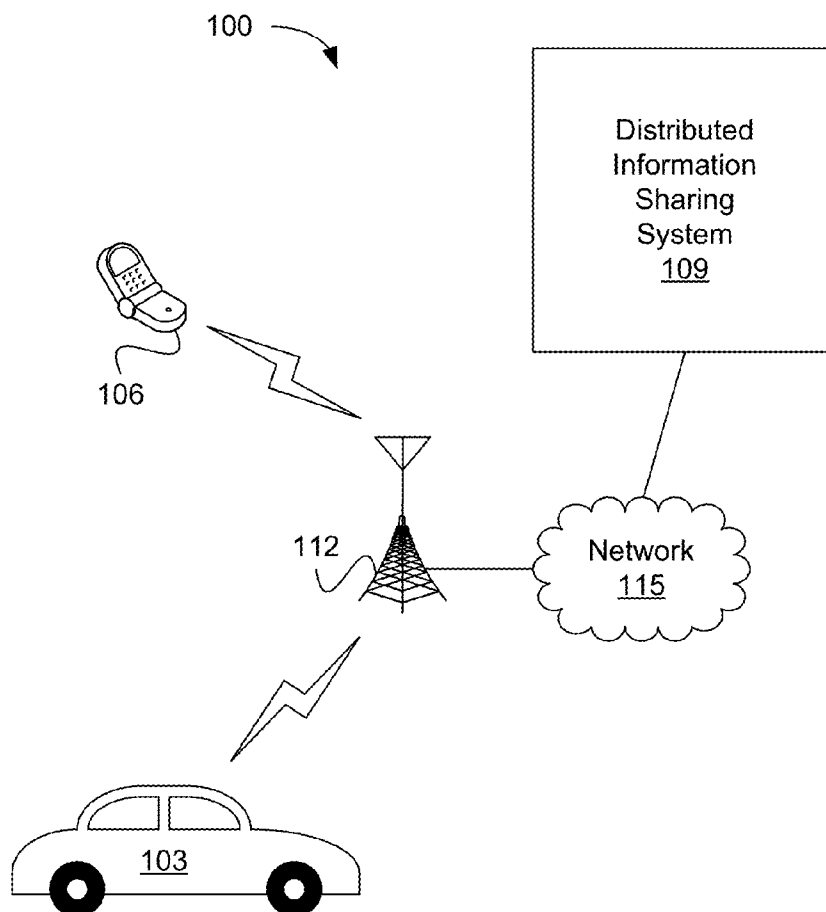 100
Distributed
Information
Sharing
System
109
106
112
Network
115
103